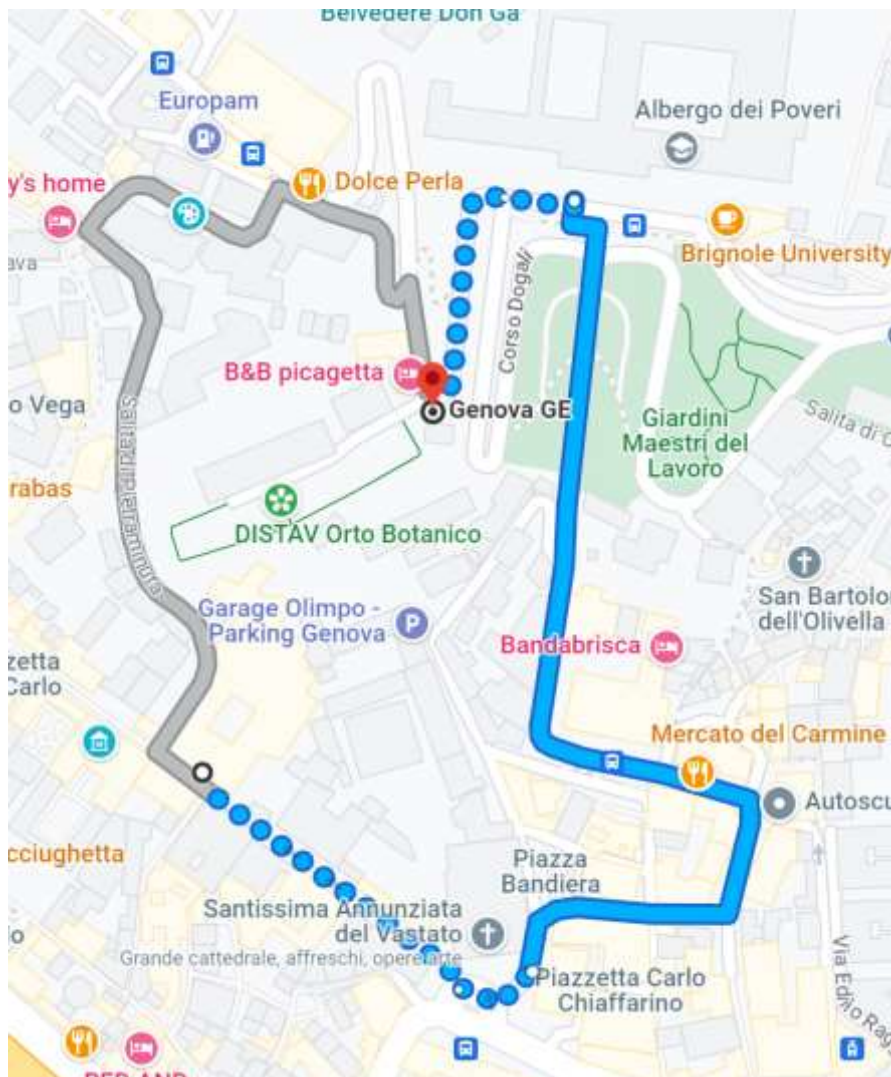 Belvedere Don Ga
Europam
Albergo dei Poveri
y's home
Dolce Perla
Brignole University
ava
Corso Dogali
B&B picagetta
Genova GE
o Vega
Giardini
Maestri del
Lavoro
Salita di
rabas
DISTAV Orto Botanico
Garage Olimpo -
Parking Genova
P
San Bartolo
dell'Olivella
Bandabrisca
zetta
Carlo
Mercato del Carmine
Autoscu
cciughetta
Piazza
Bandiera
Santissima Annunziata
del Vastato
Grande cattedrale, affreschi, opere arte
lo
Piazzetta Carlo
Chiaffarino
Via Edilio Rag